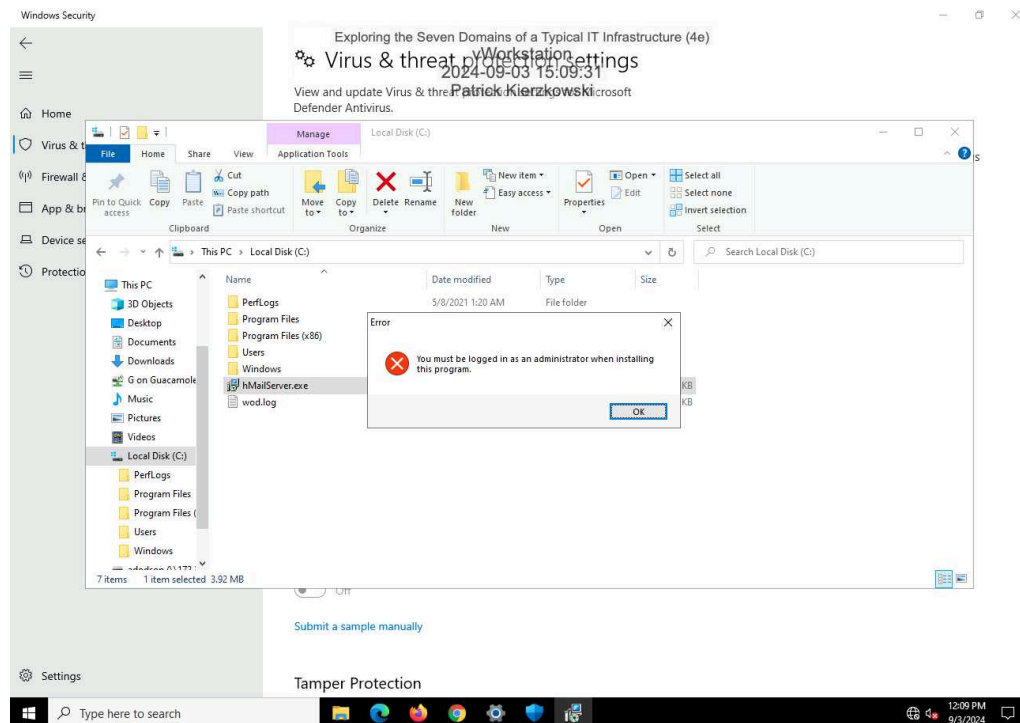 Windows Security
Exploring the Seven Domains of a Typical IT Infrastructure (4e)
vWorkstation
2024-09-03 15:09:31
Patrick Kierzkowski
Virus & threat protection settings
View and update Virus & threat protection settings for Microsoft
Defender Antivirus.
Home
Virus & t
Firewall &
App & br
Device se
Protectio
Manage
Local Disk (C:)
File
Home
Share
View
Application Tools
s
Pin to Quick
access
Copy
Paste
Cut
Copy path
Paste shortcut
Clipboard
Move
to
Copy
to
Delete
Rename
Organize
New
folder
New item
Easy access
New
Properties
Open
Edit
Open
Select all
Select none
Invert selection
Select
This PC > Local Disk (C:)
Search Local Disk (C:)
This PC
3D Objects
Desktop
Documents
Downloads
G on Guacamole
Music
Pictures
Videos
Local Disk (C:)
PerfLogs
Program Files
Program Files (
Users
Windows
Name Date modified Type Size
PerfLogs 5/8/2021 1:20 AM File folder
Program Files
Program Files (x86)
Users
Windows
hMailServer.exe KB
wod.log KB
Error
You must be logged in as an administrator when installing
this program.
OK
7 items 1 item selected 3.92 MB
Off
Submit a sample manually
Tamper Protection
Settings
Type here to search
12:09 PM
9/3/2024